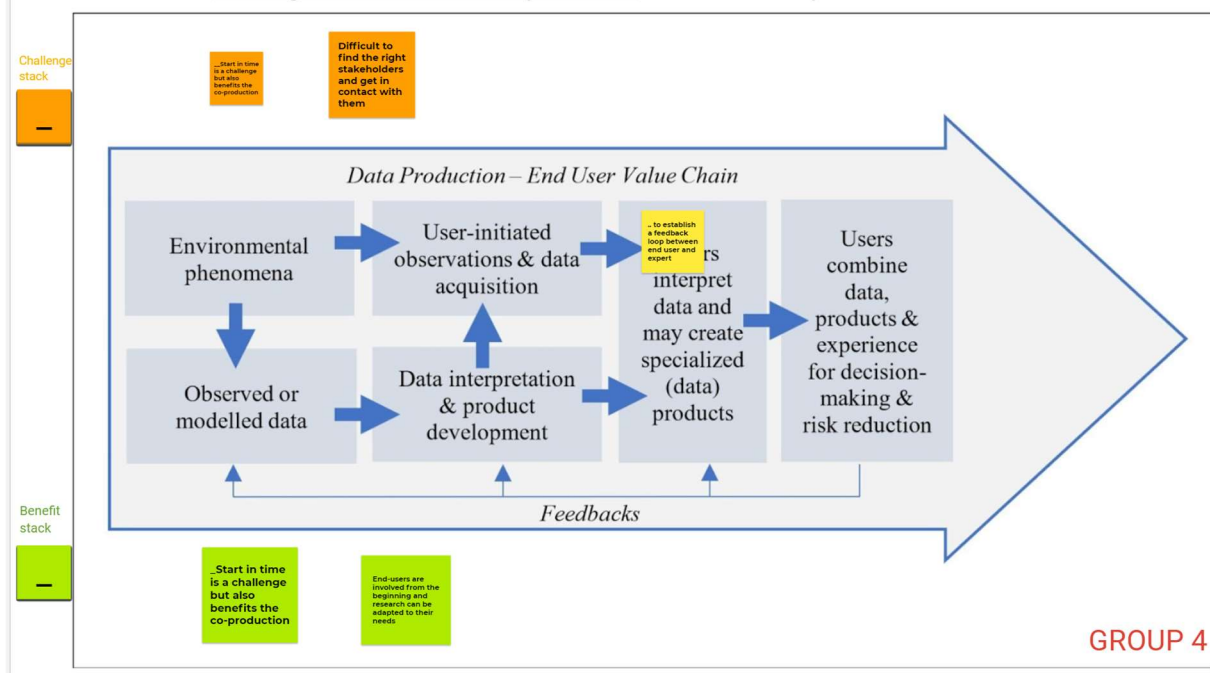 Challenge
stack
_
__Start in time
is a challenge
but also
benefits the
co-production
Difficult to
find the right
stakeholders
and get in
contact with
them
Data Production – End User Value Chain
Environmental
phenomena
User-initiated
observations & data
acquisition
.. to establish
a feedback
loop between
end user and
expert
rs
interpret
data and
may create
specialized
(data)
products
Users
combine
data,
products &
experience
for decision-
making &
risk reduction
Observed or
modelled data
Data interpretation
& product
development
Feedbacks
Benefit
stack
_
_Start in time
is a challenge
but also
benefits the
co-production
End-users are
involved from the
beginning and
research can be
adapted to their
needs
GROUP 4